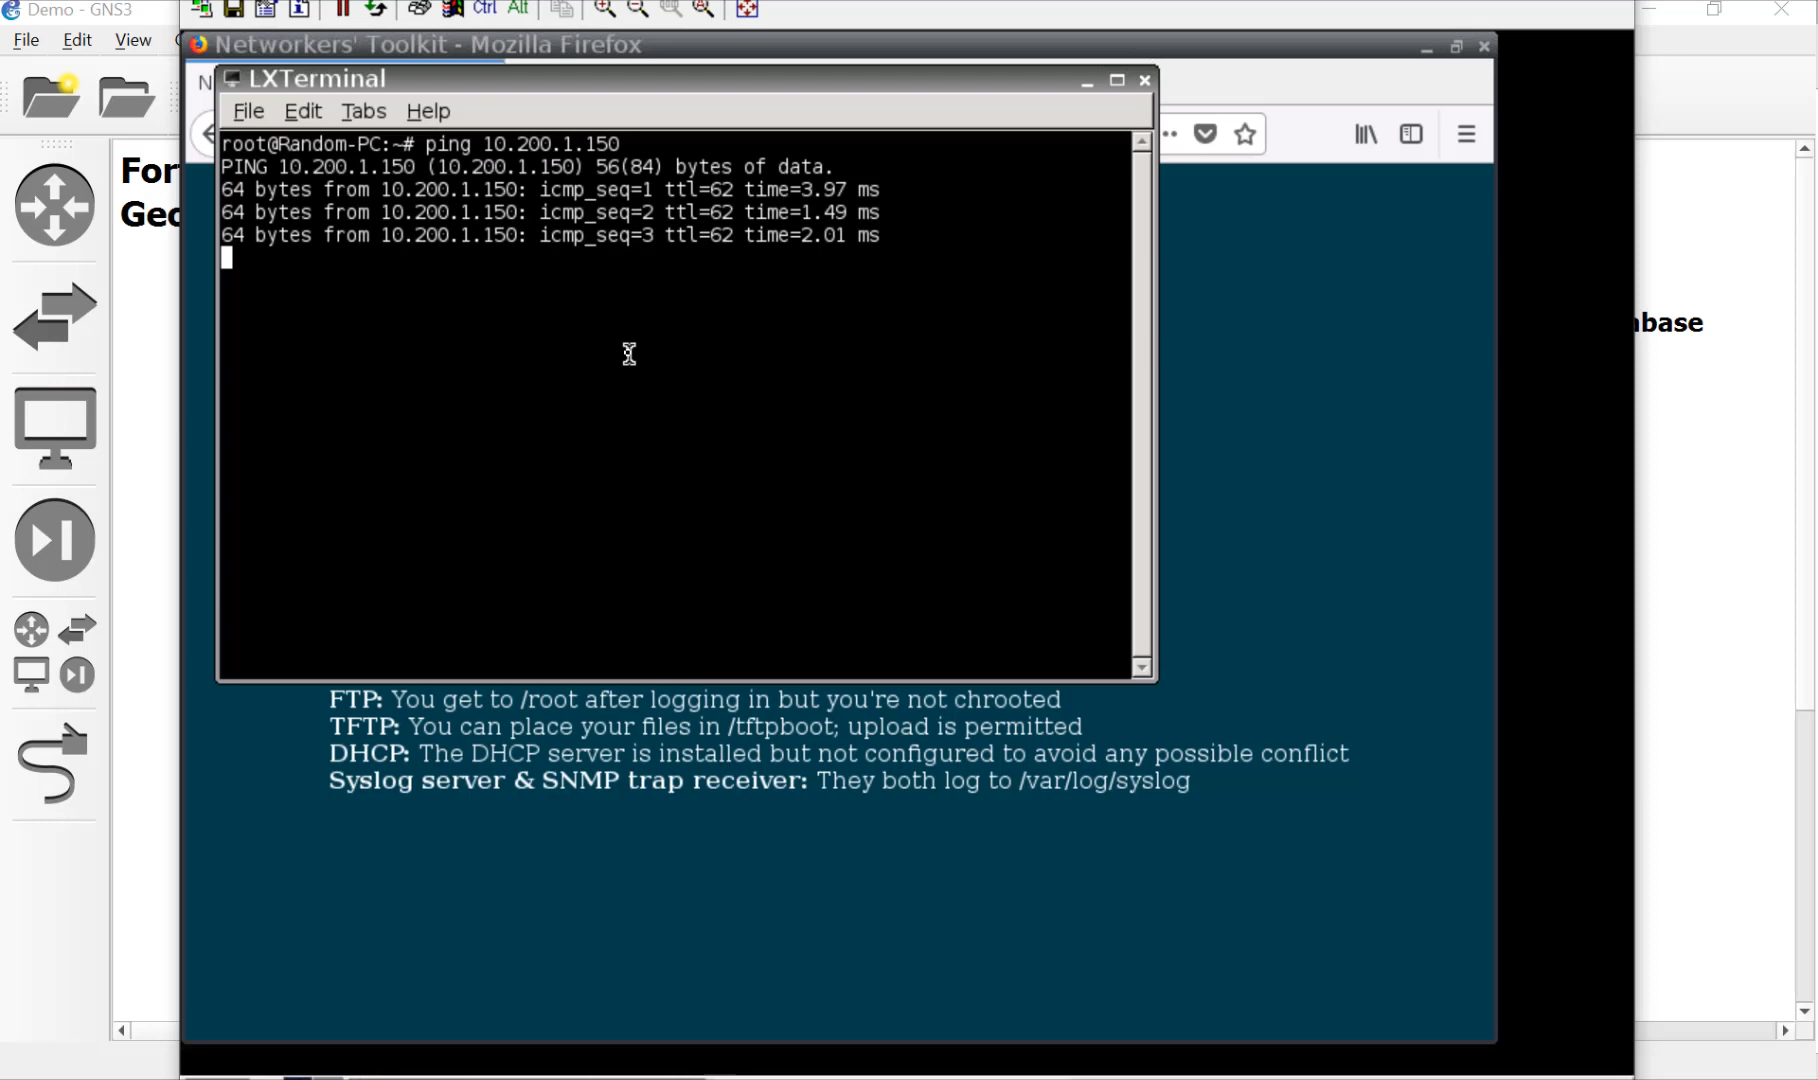 Demo - GNS3
Ctrl Alt
File Edit View
Networkers' Toolkit - Mozilla Firefox
LXTerminal
File Edit Tabs Help
root@Random-PC:~# ping 10.200.1.150
PING 10.200.1.150 (10.200.1.150) 56(84) bytes of data.
64 bytes from 10.200.1.150: icmp_seq=1 ttl=62 time=3.97 ms
64 bytes from 10.200.1.150: icmp_seq=2 ttl=62 time=1.49 ms
64 bytes from 10.200.1.150: icmp_seq=3 ttl=62 time=2.01 ms
For
Geo
abase
FTP: You get to /root after logging in but you're not chrooted
TFTP: You can place your files in /tftpboot; upload is permitted
DHCP: The DHCP server is installed but not configured to avoid any possible conflict
Syslog server & SNMP trap receiver: They both log to /var/log/syslog